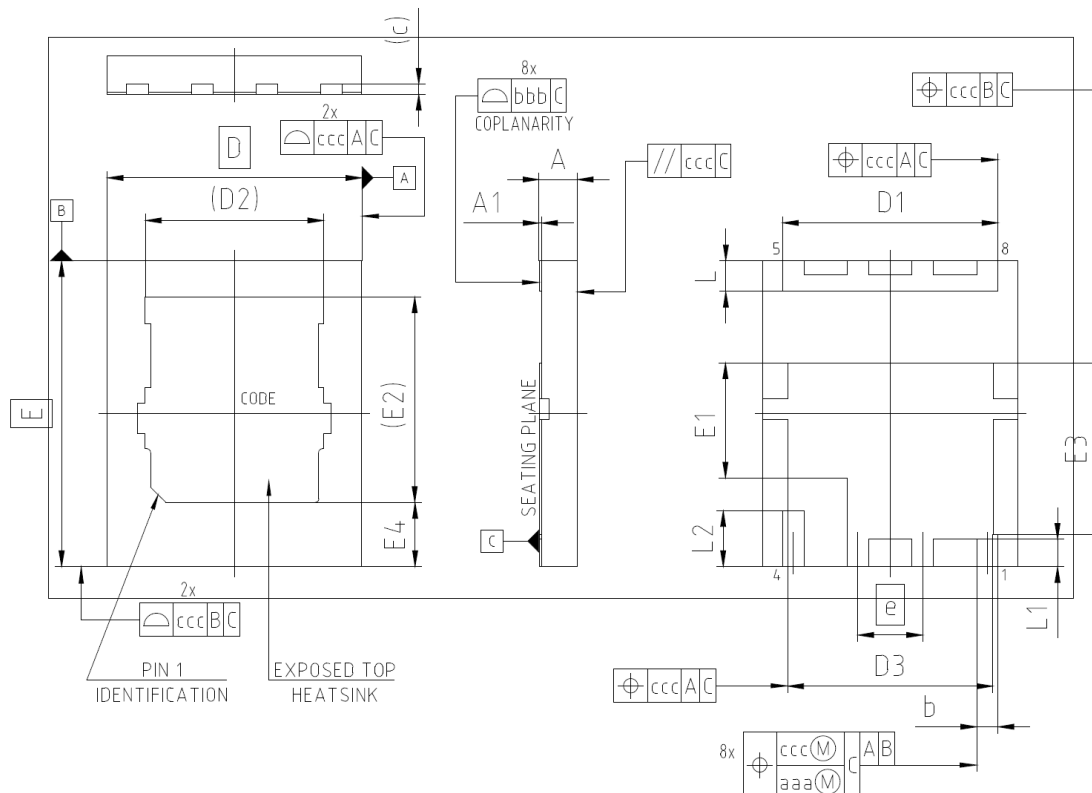 (c)
8x
⌓ bbb C
COPLANARITY
⌖ ccc B C
2x
⌓ ccc A C
D
A
A
// ccc C
⌖ ccc A C
(D2)
A1
D1
B
5
8
L
E
CODE
(E2)
SEATING PLANE
E1
E3
E4
C
L2
4
1
L1
e
2x
⌓ ccc B C
D3
PIN 1
IDENTIFICATION
EXPOSED TOP
HEATSINK
⌖ ccc A C
b
8x
⌖ ccc Ⓜ C A B
aaa Ⓜ